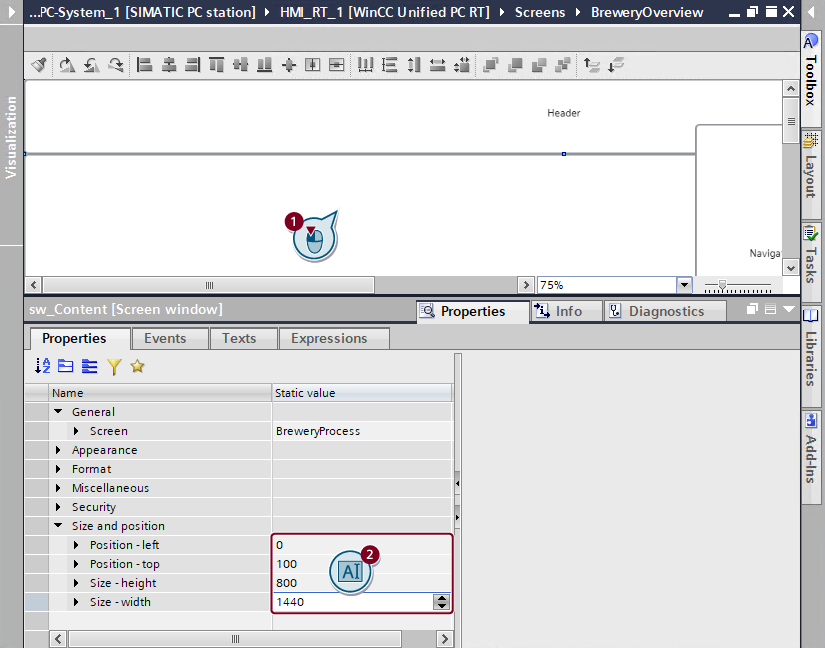 ...PC-System_1 [SIMATIC PC station] HMI_RT_1 [WinCC Unified PC RT] Screens BreweryOverview
Visualization
Header
1
Naviga
75%
Toolbox
Layout
Tasks
Libraries
Add-Ins
sw_Content [Screen window]
Properties Info Diagnostics
Properties Events Texts Expressions
Name Static value
General
Screen BreweryProcess
Appearance
Format
Miscellaneous
Security
Size and position
Position - left 0
Position - top 100
Size - height 800
Size - width 1440
AI 2